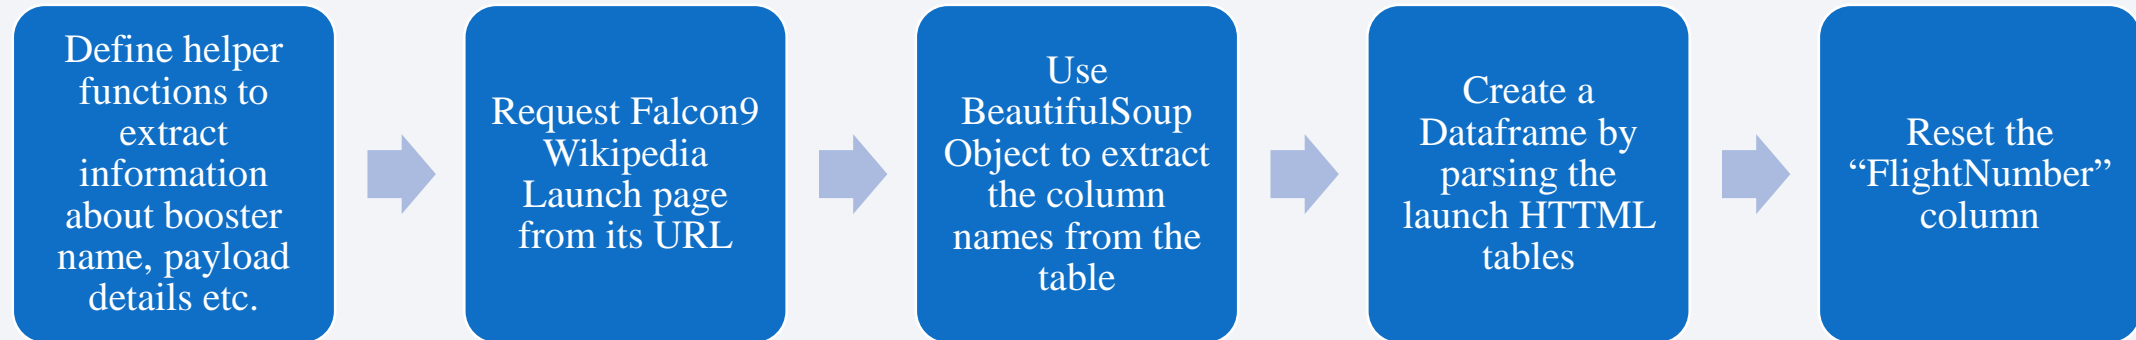 Define helper
functions to
extract
information
about booster
name, payload
details etc.
Request Falcon9
Wikipedia
Launch page
from its URL
Use
BeautifulSoup
Object to extract
the column
names from the
table
Create a
Dataframe by
parsing the
launch HTTML
tables
Reset the
“FlightNumber”
column